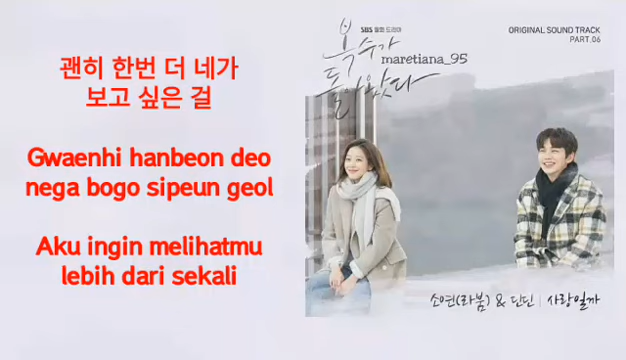 괜히 한번 더 네가
보고 싶은 걸
Gwaenhi hanbeon deo
nega bogo sipeun geol
Aku ingin melihatmu
lebih dari sekali
SBS 월화 드라마
복수가
돌아왔다
maretiana_95
ORIGINAL SOUND TRACK
PART.06
소연(라붐) & 딘딘 | 사랑일까